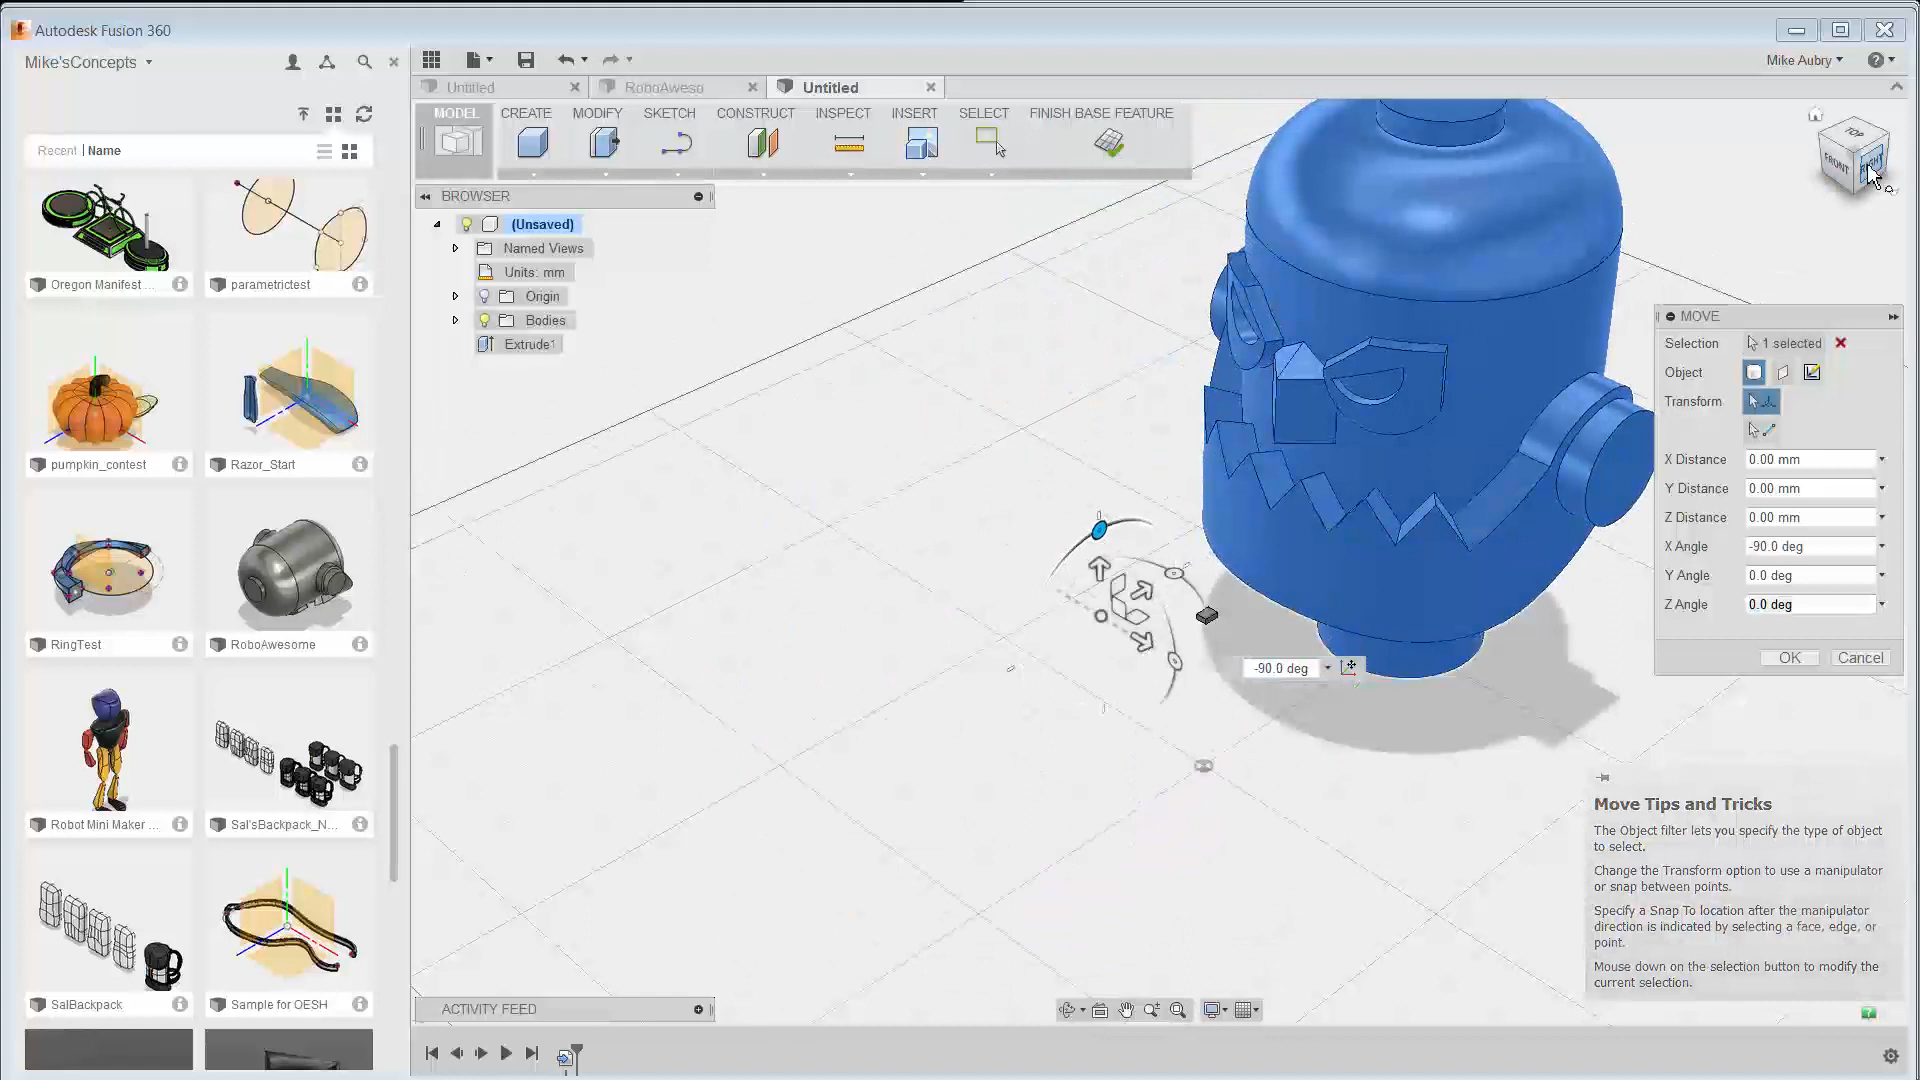 Autodesk Fusion 360
Mike'sConcepts
Mike Aubry
Untitled
RoboAweso
Untitled
MODEL
CREATE
MODIFY
SKETCH
CONSTRUCT
INSPECT
INSERT
SELECT
FINISH BASE FEATURE
Recent | Name
BROWSER
(Unsaved)
Named Views
Units: mm
Origin
Bodies
Extrude1
TOP
FRONT
RIGHT
Oregon Manifest ...
parametrictest
pumpkin_contest
Razor_Start
RingTest
RoboAwesome
Robot Mini Maker ...
Sal'sBackpack_N...
SalBackpack
Sample for OESH
MOVE
Selection
1 selected
Object
Transform
X Distance
0.00 mm
Y Distance
0.00 mm
Z Distance
0.00 mm
X Angle
-90.0 deg
Y Angle
0.0 deg
Z Angle
0.0 deg
OK
Cancel
-90.0 deg
Move Tips and Tricks
The Object filter lets you specify the type of object
to select.
Change the Transform option to use a manipulator
or snap between points.
Specify a Snap To location after the manipulator
direction is indicated by selecting a face, edge, or
point.
Mouse down on the selection button to modify the
current selection.
ACTIVITY FEED